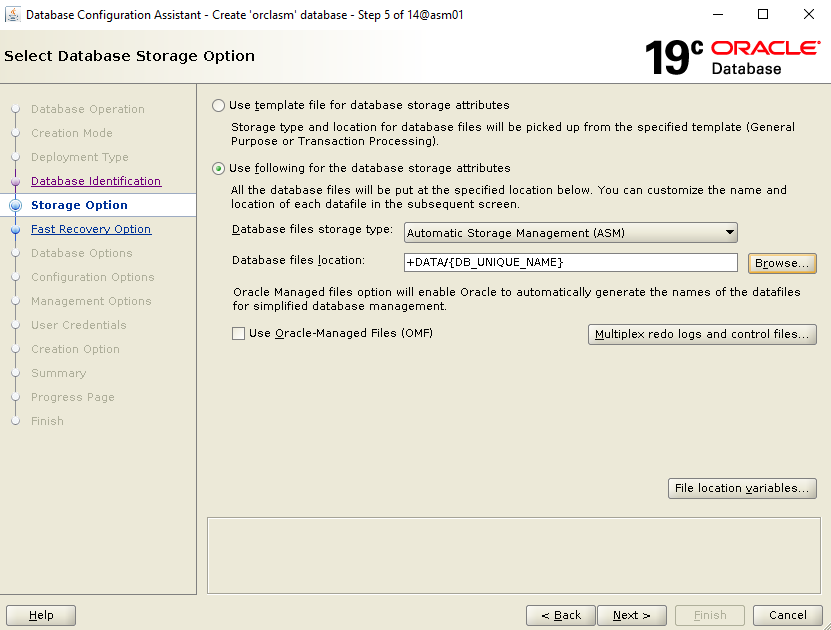 Database Configuration Assistant - Create 'orclasm' database - Step 5 of 14@asm01
Select Database Storage Option
19c ORACLE
Database
Database Operation
Creation Mode
Deployment Type
Database Identification
Storage Option
Fast Recovery Option
Database Options
Configuration Options
Management Options
User Credentials
Creation Option
Summary
Progress Page
Finish
Use template file for database storage attributes
Storage type and location for database files will be picked up from the specified template (General
Purpose or Transaction Processing).
Use following for the database storage attributes
All the database files will be put at the specified location below. You can customize the name and
location of each datafile in the subsequent screen.
Database files storage type: Automatic Storage Management (ASM)
Database files location: +DATA/{DB_UNIQUE_NAME} Browse...
Oracle Managed files option will enable Oracle to automatically generate the names of the datafiles
for simplified database management.
Use Oracle-Managed Files (OMF) Multiplex redo logs and control files...
File location variables...
Help < Back Next > Finish Cancel